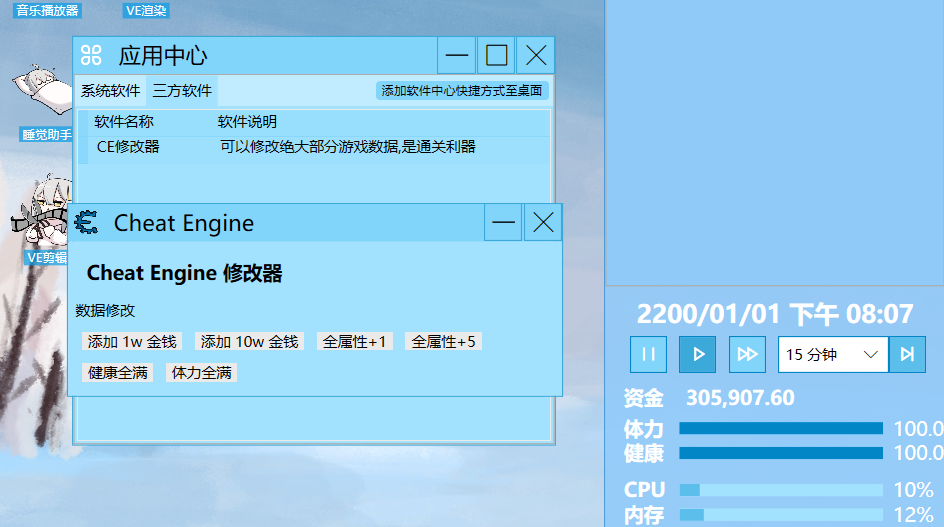 音乐播放器
VE渲染
应用中心
系统软件 三方软件 添加软件中心快捷方式至桌面
睡觉助手
软件名称 软件说明
CE修改器 可以修改绝大部分游戏数据,是通关利器
Cheat Engine
VE剪辑
Cheat Engine 修改器
数据修改
添加 1w 金钱 添加 10w 金钱 全属性+1 全属性+5
健康全满 体力全满
2200/01/01 下午 08:07
15 分钟
资金 305,907.60
体力 100.0
健康 100.0
CPU 10%
内存 12%